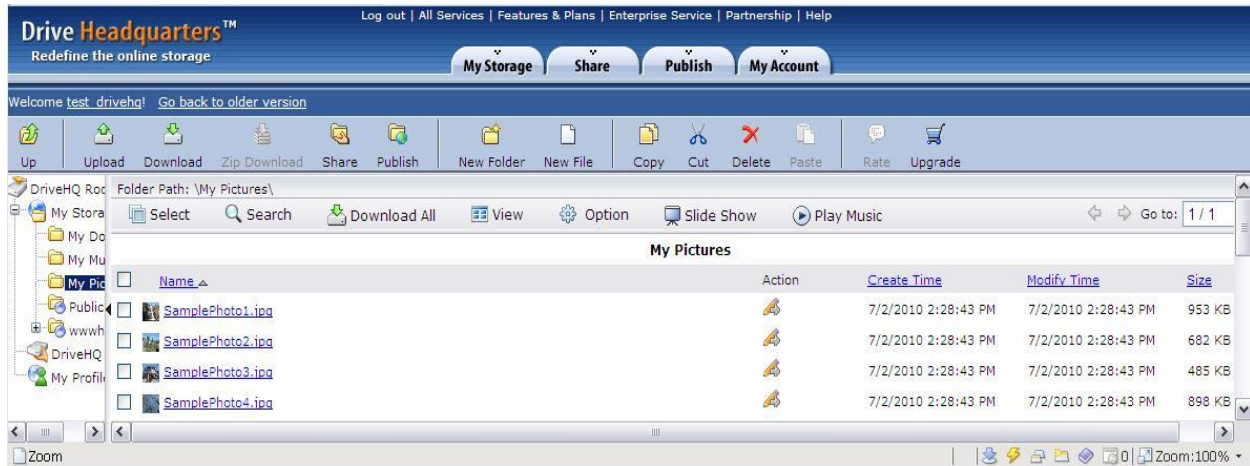 Drive Headquarters™
Redefine the online storage
Log out | All Services | Features & Plans | Enterprise Service | Partnership | Help
My Storage Share Publish My Account
Welcome test_drivehq! Go back to older version
Up Upload Download Zip Download Share Publish New Folder New File Copy Cut Delete Paste Rate Upgrade
DriveHQ Roo
My Stora
My Do
My Mu
My Pic
Public
wwwh
DriveHQ
My Profil
Folder Path: \My Pictures\
Select Search Download All View Option Slide Show Play Music Go to: 1 / 1
My Pictures
Name Action Create Time Modify Time Size
SamplePhoto1.jpg 7/2/2010 2:28:43 PM 7/2/2010 2:28:43 PM 953 KB
SamplePhoto2.jpg 7/2/2010 2:28:43 PM 7/2/2010 2:28:43 PM 682 KB
SamplePhoto3.jpg 7/2/2010 2:28:43 PM 7/2/2010 2:28:43 PM 485 KB
SamplePhoto4.jpg 7/2/2010 2:28:43 PM 7/2/2010 2:28:43 PM 898 KB
Zoom 0 Zoom:100%